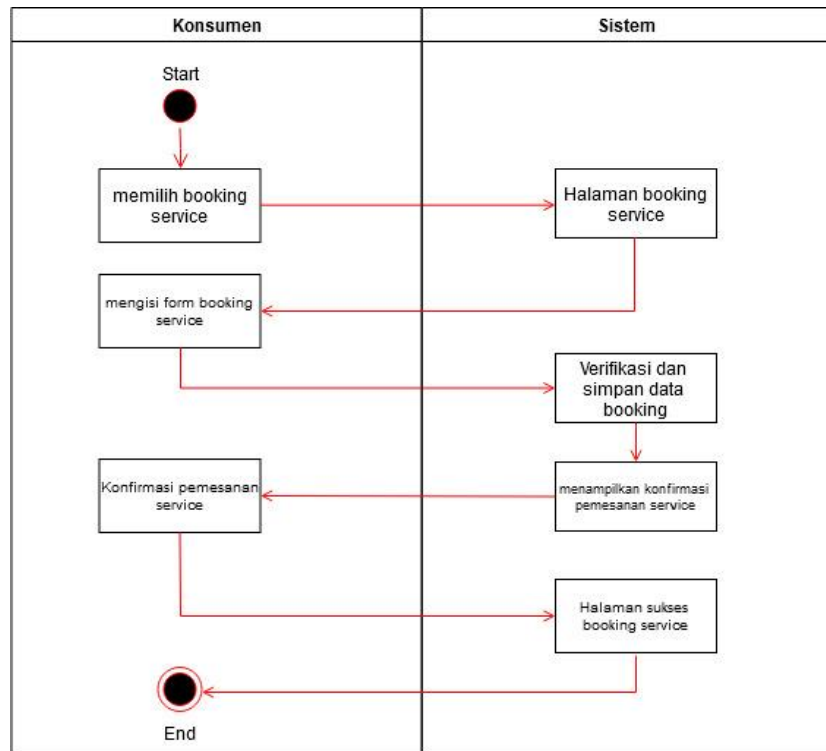 Konsumen
Sistem
Start
memilih booking
service
Halaman booking
service
mengisi form booking
service
Verifikasi dan
simpan data
booking
Konfirmasi pemesanan
service
menampilkan konfirmasi
pemesanan service
Halaman sukses
booking service
End